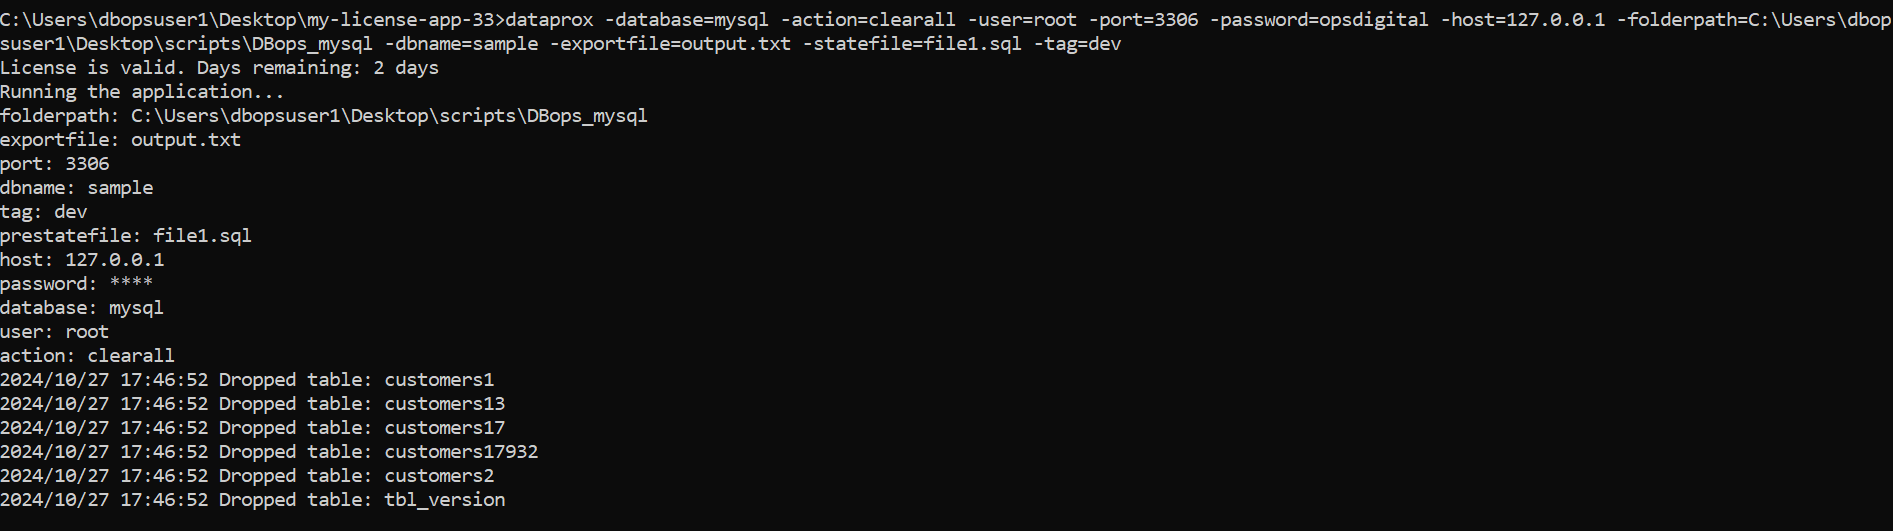 C:\Users\dbopsuser1\Desktop\my-license-app-33>dataprox -database=mysql -action=clearall -user=root -port=3306 -password=opsdigital -host=127.0.0.1 -folderpath=C:\Users\dbop
suser1\Desktop\scripts\DBops_mysql -dbname=sample -exportfile=output.txt -statefile=file1.sql -tag=dev
License is valid. Days remaining: 2 days
Running the application...
folderpath: C:\Users\dbopsuser1\Desktop\scripts\DBops_mysql
exportfile: output.txt
port: 3306
dbname: sample
tag: dev
prestatefile: file1.sql
host: 127.0.0.1
password: ****
database: mysql
user: root
action: clearall
2024/10/27 17:46:52 Dropped table: customers1
2024/10/27 17:46:52 Dropped table: customers13
2024/10/27 17:46:52 Dropped table: customers17
2024/10/27 17:46:52 Dropped table: customers17932
2024/10/27 17:46:52 Dropped table: customers2
2024/10/27 17:46:52 Dropped table: tbl_version